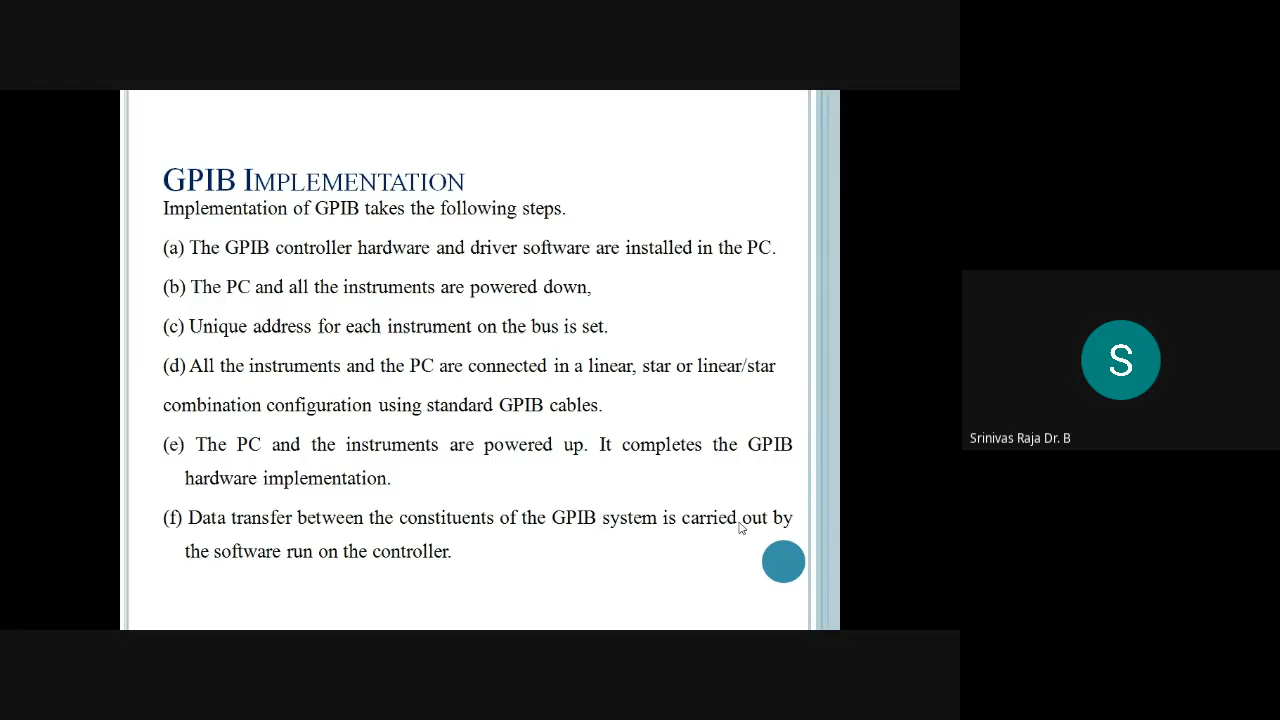 GPIB IMPLEMENTATION
Implementation of GPIB takes the following steps.
(a) The GPIB controller hardware and driver software are installed in the PC.
(b) The PC and all the instruments are powered down,
(c) Unique address for each instrument on the bus is set.
(d) All the instruments and the PC are connected in a linear, star or linear/star
combination configuration using standard GPIB cables.
(e) The PC and the instruments are powered up. It completes the GPIB
hardware implementation.
(f) Data transfer between the constituents of the GPIB system is carried out by
the software run on the controller.
S
Srinivas Raja Dr. B